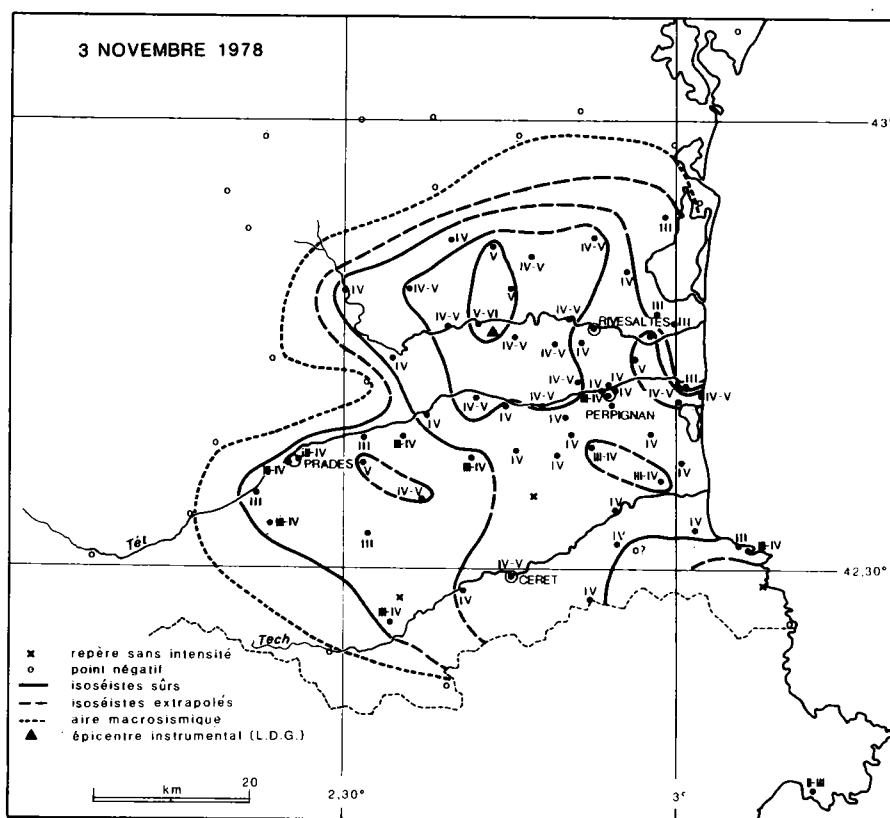 3 NOVEMBRE 1978
43°
III
IV
IV-V
IV-V
V
IV
IV
IV-V
V
V-VI
IV-V
IV-V
RIVESALTES
III
III
IV-V
IV-V
IV
IV
V
IV-V
IV
IV
III
IV-V
IV-V
IV-V
IV-V
IV-V
III-IV
PERPIGNAN
IV
IV
IV
IV
III
III-IV
III-IV
PRADES
III-IV
V
III-IV
IV
IV
III-IV
III-IV
IV
IV-V
III
III-IV
III
IV
IV
IV
III
III-IV
Têt
?
42,30°
IV-V
CERET
IV
IV
III-IV
Tech
repère sans intensité
point négatif
isoséistes sûrs
isoséistes extrapolés
aire macrosismique
épicentre instrumental (L.D.G.)
20
km
2,30°
3°
II-III